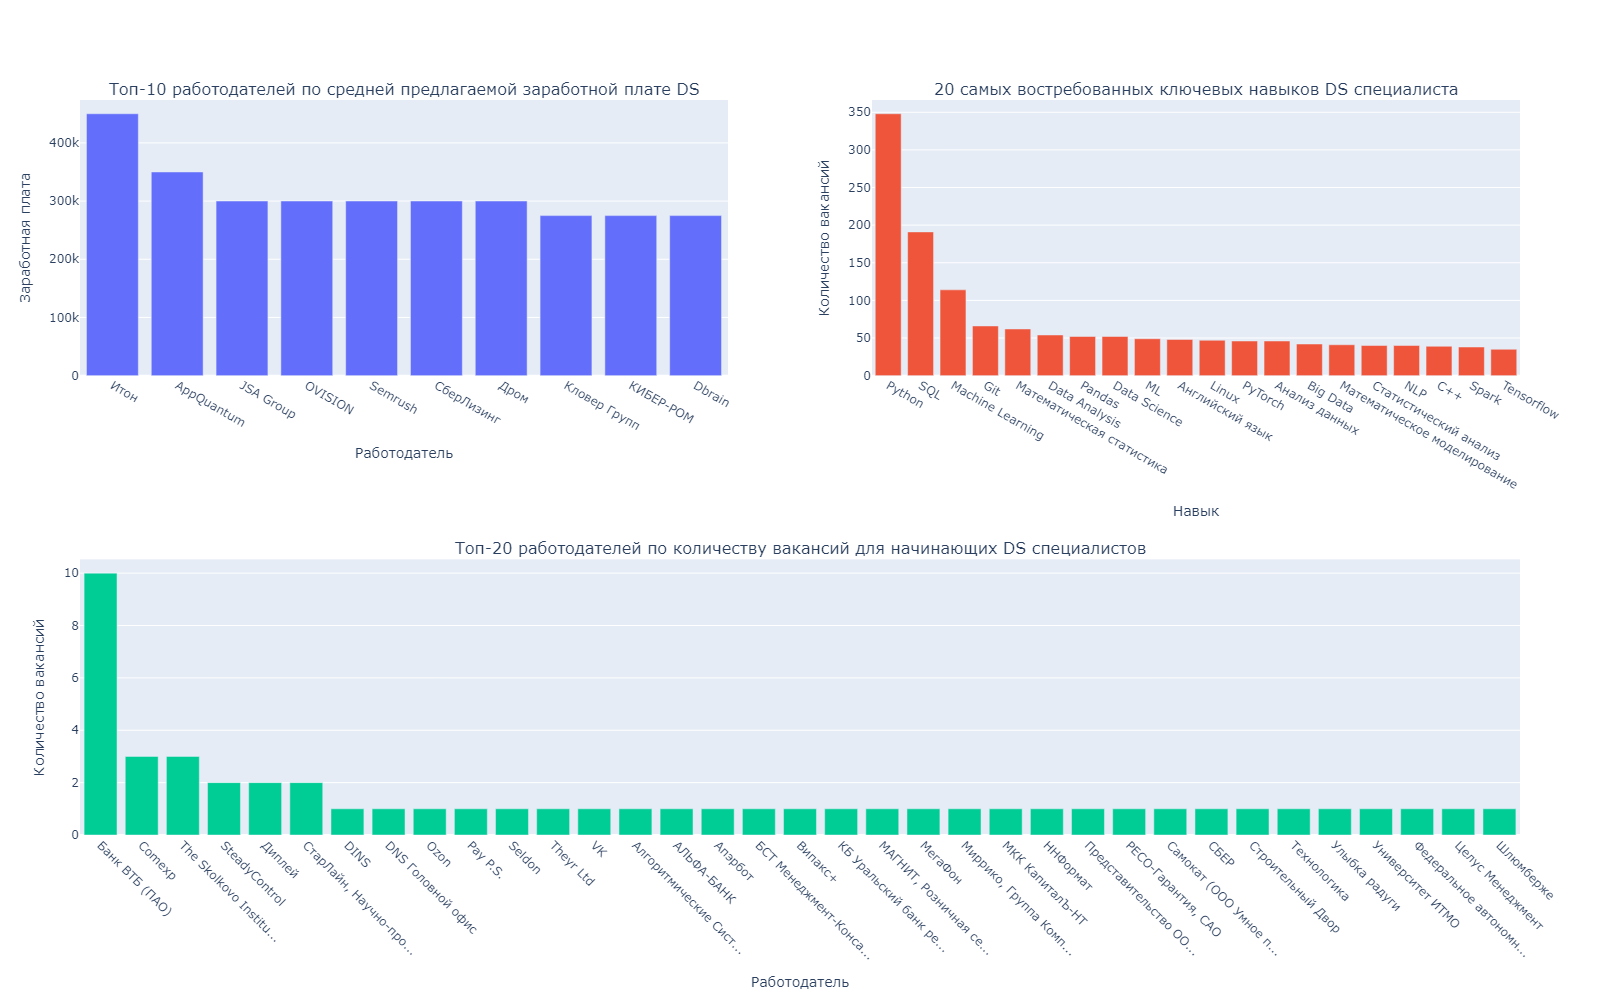 Топ-10 работодателей по средней предлагаемой заработной плате DS
Заработная плата
400k
300k
200k
100k
0
Итон
AppQuantum
JSA Group
OVISION
Semrush
СберЛизинг
Дром
Кловер Групп
КИБЕР-РОМ
Dbrain
Работодатель
20 самых востребованных ключевых навыков DS специалиста
Количество вакансий
350
300
250
200
150
100
50
0
Python
SQL
Machine Learning
Git
Математическая статистика
Data Analysis
Pandas
Data Science
ML
Английский язык
Linux
PyTorch
Анализ данных
Big Data
Математическое моделирование
Статистический анализ
NLP
C++
Spark
Tensorflow
Навык
Топ-20 работодателей по количеству вакансий для начинающих DS специалистов
Количество вакансий
10
8
6
4
2
0
Банк ВТБ (ПАО)
Comexp
The Skolkovo Institu...
SteadyControl
Диплей
СтарЛайн, Научно-про...
DINS
DNS Головной офис
Ozon
Pay P.S.
Seldon
Theyr Ltd
VK
Алгоритмические Сист...
АЛЬФА-БАНК
Апэрбот
БСТ Менеджмент-Конса...
Випакс+
КБ Уральский банк ре...
МАГНИТ, Розничная се...
МегаФон
Миррико, Группа Комп...
МКК КапиталЪ-НТ
ННФормат
Представительство ОО...
РЕСО-Гарантия, САО
Самокат (ООО Умное п...
СБЕР
Строительный Двор
Технологика
Улыбка радуги
Университет ИТМО
Федеральное автономн...
Целус Менеджмент
Шлюмберже
Работодатель